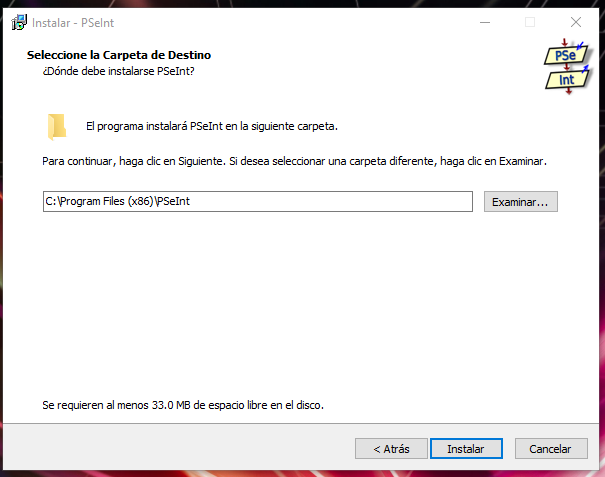 Instalar - PSeInt
Seleccione la Carpeta de Destino
¿Dónde debe instalarse PSeInt?
PSe
Int
El programa instalará PSeInt en la siguiente carpeta.
Para continuar, haga clic en Siguiente. Si desea seleccionar una carpeta diferente, haga clic en Examinar.
C:\Program Files (x86)\PSeInt
Examinar...
Se requieren al menos 33.0 MB de espacio libre en el disco.
< Atrás
Instalar
Cancelar